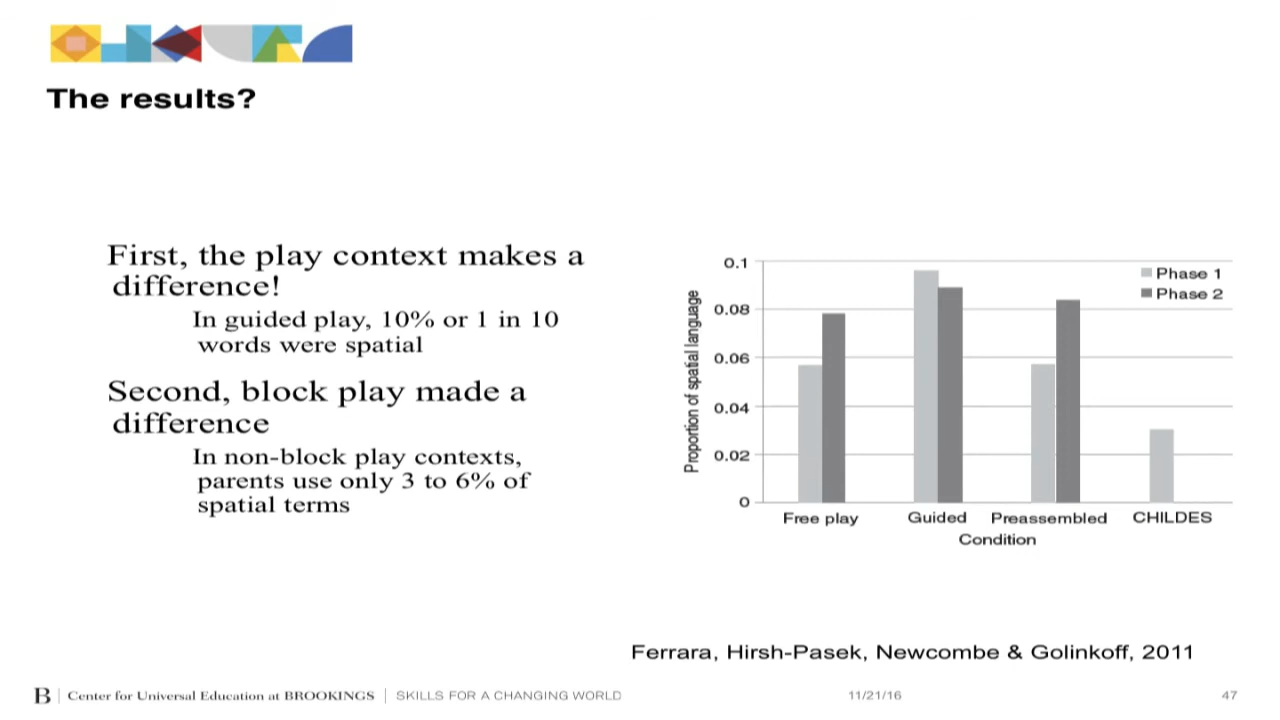 The results?
First, the play context makes a
difference!
In guided play, 10% or 1 in 10
words were spatial
Second, block play made a
difference
In non-block play contexts,
parents use only 3 to 6% of
spatial terms
Proportion of spatial language
0.1
0.08
0.06
0.04
0.02
0
Phase 1
Phase 2
Free play Guided Preassembled CHILDES
Condition
Ferrara, Hirsh-Pasek, Newcombe & Golinkoff, 2011
B | Center for Universal Education at BROOKINGS | SKILLS FOR A CHANGING WORLD 11/21/16 47